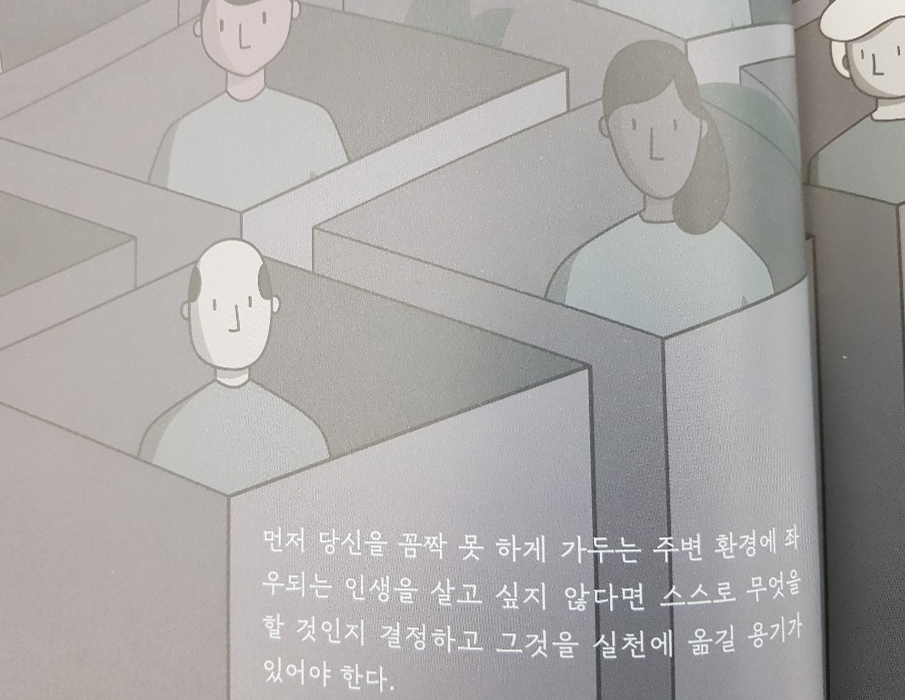 먼저 당신을 꼼짝 못 하게 가두는 주변 환경에 좌
우되는 인생을 살고 싶지 않다면 스스로 무엇을
할 것인지 결정하고 그것을 실천에 옮길 용기가
있어야 한다.